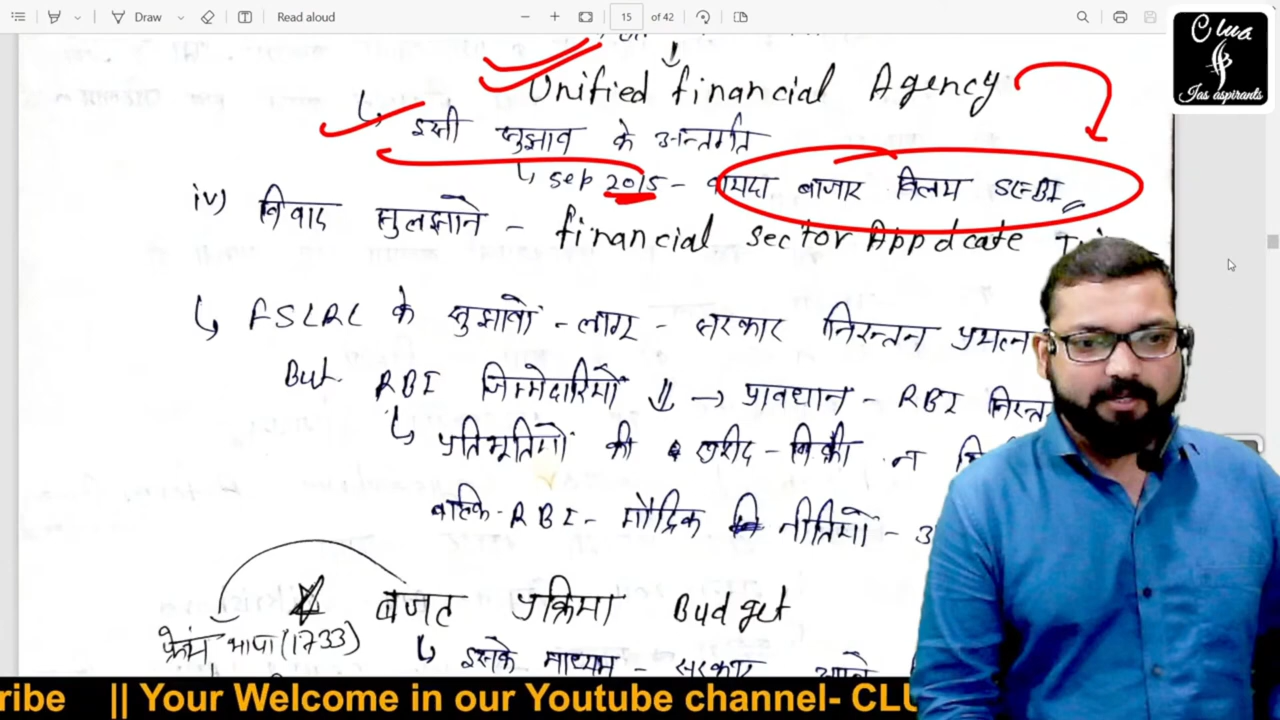 Draw
Read aloud
15 of 42
Clua
Ias aspirants
Unified financial Agency
इसी सुझाव के अन्तर्गत
sep 2015 - वायदा बाजार विलय SEBI
iv) विवाद सुलझाने - financial sector Appdcate
FSLRC के सुझावों - लागू - सरकार निरन्तन प्रयत्न
But RBI जिम्मेदारियों ⇓ → प्रावधान - RBI
प्रतिभूतियों की खरीद - बिक्री न
बल्कि - RBI - मौद्रिक नीतियों -
बजट प्रक्रिया Budget
फ्रेंच भाषा (1733)
इसके माध्यम - सरकार
ribe || Your Welcome in our Youtube channel- CLU